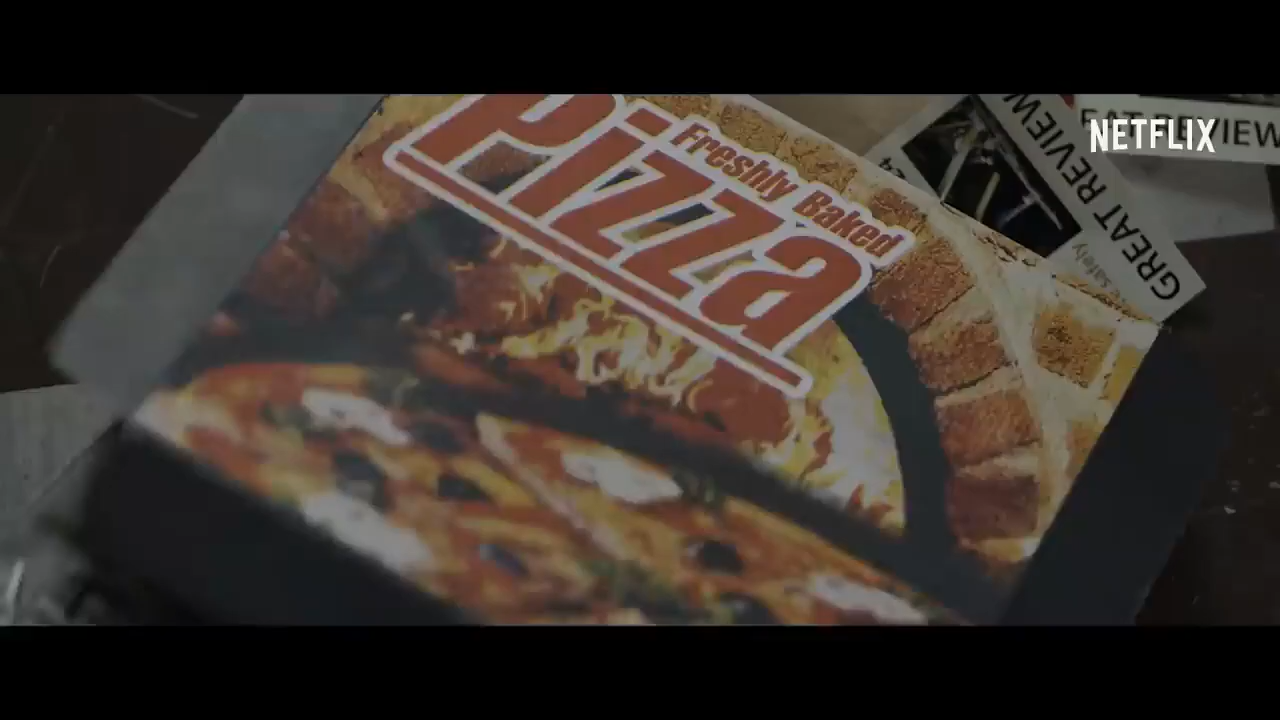 Freshly Baked
Pizza
GREAT REVIEW
EAT REVIEW
NETFLIX